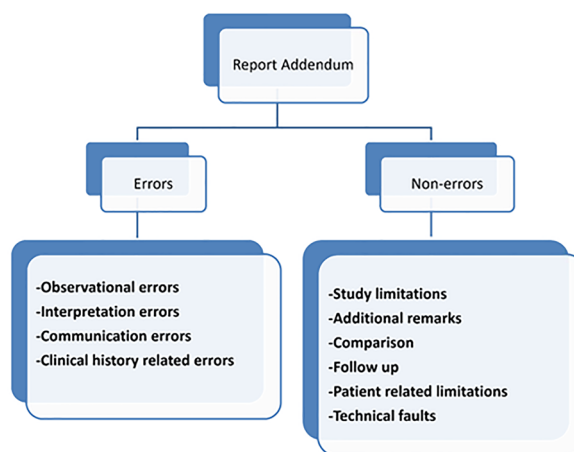 Report Addendum
Errors
Non-errors
-Observational errors
-Interpretation errors
-Communication errors
-Clinical history related errors
-Study limitations
-Additional remarks
-Comparison
-Follow up
-Patient related limitations
-Technical faults